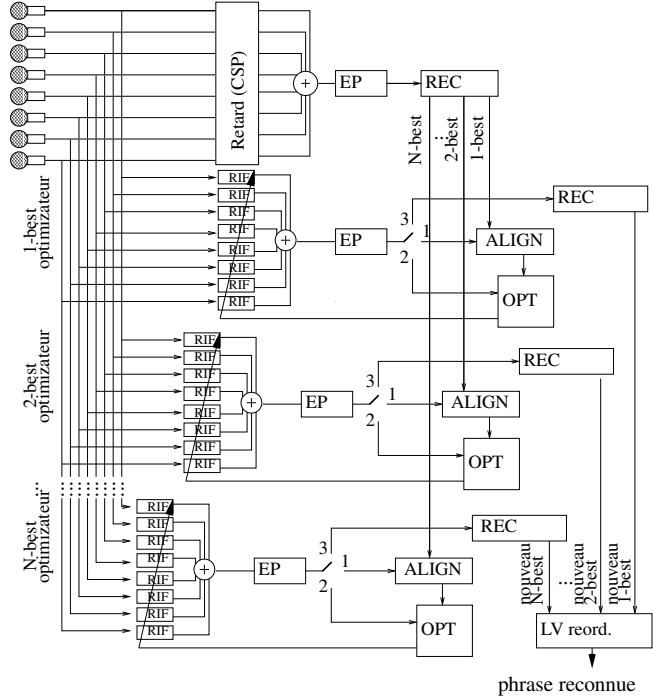 Retard (CSP)
+
EP
REC
N-best
...
2-best
1-best
1-best
optimizateur
RIF
RIF
RIF
RIF
RIF
RIF
RIF
RIF
+
EP
3
1
2
REC
ALIGN
OPT
2-best
optimizateur
RIF
RIF
RIF
RIF
RIF
RIF
RIF
RIF
+
EP
3
1
2
REC
ALIGN
OPT
...
N-best
optimizateur
RIF
RIF
RIF
RIF
RIF
RIF
RIF
RIF
+
EP
3
1
2
REC
ALIGN
OPT
nouveau
N-best
...
nouveau
2-best
nouveau
1-best
LV reord.
phrase reconnue